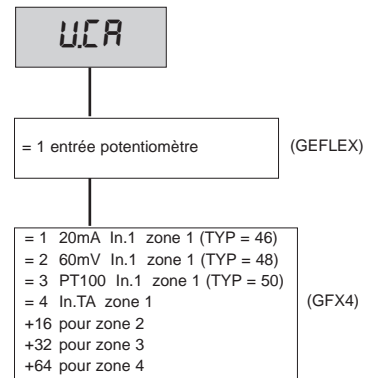 U.CA
= 1 entrée potentiomètre
(GEFLEX)
= 1 20mA In.1 zone 1 (TYP = 46)
= 2 60mV In.1 zone 1 (TYP = 48)
= 3 PT100 In.1 zone 1 (TYP = 50)
= 4 In.TA zone 1
(GFX4)
+16 pour zone 2
+32 pour zone 3
+64 pour zone 4